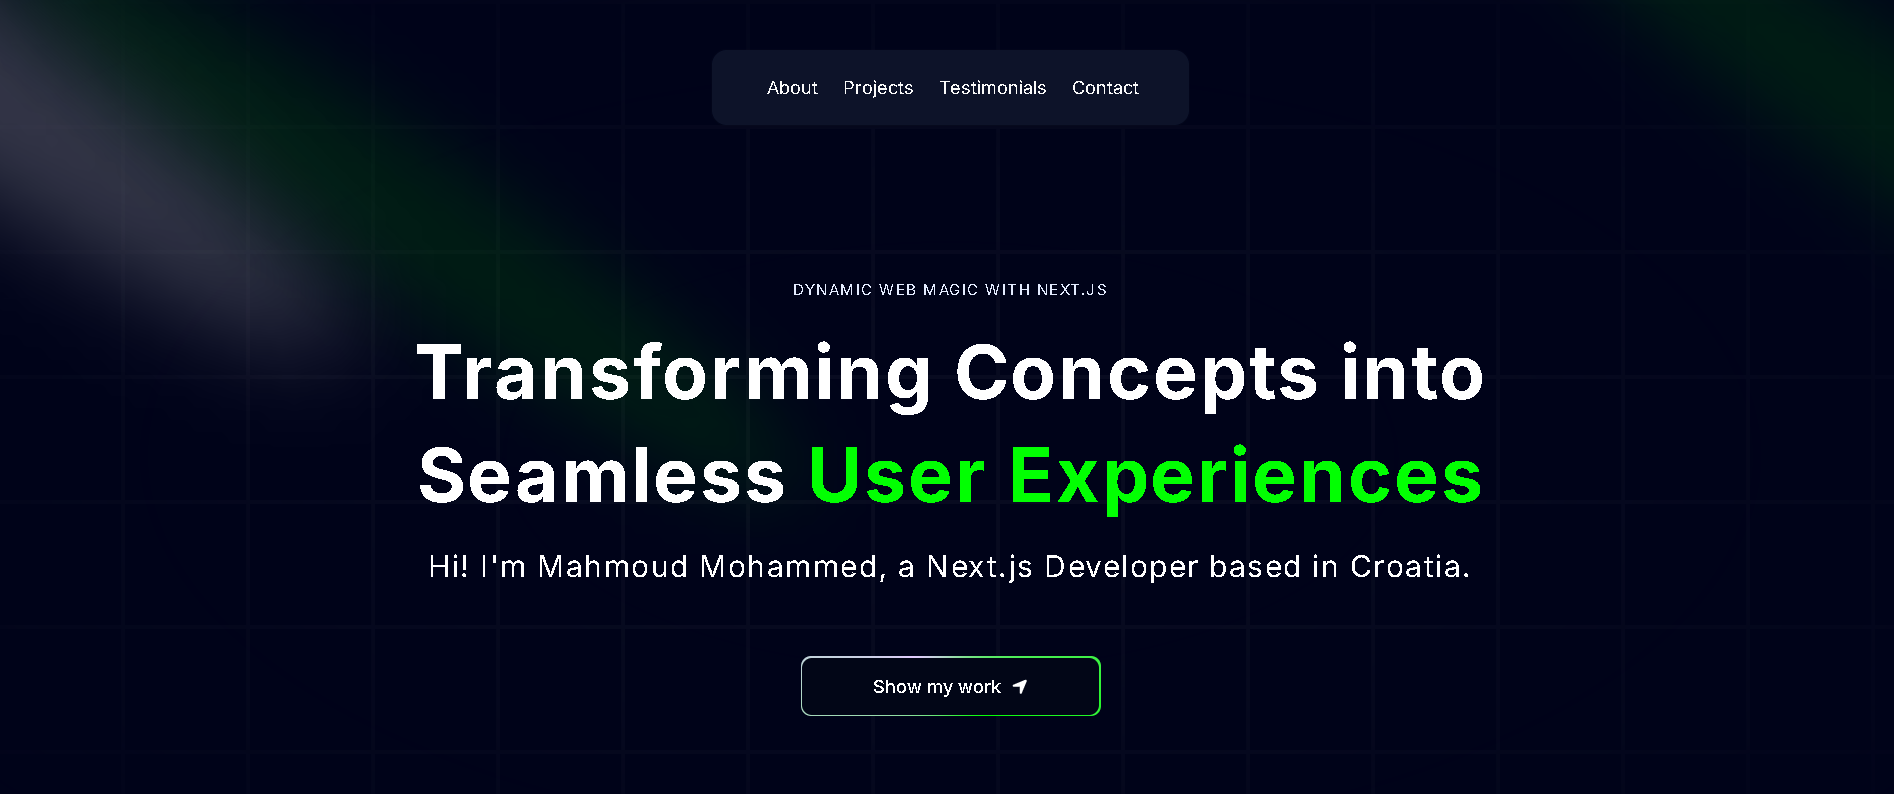 About Projects Testimonials Contact
DYNAMIC WEB MAGIC WITH NEXT.JS
Transforming Concepts into
Seamless User Experiences
Hi! I'm Mahmoud Mohammed, a Next.js Developer based in Croatia.
Show my work